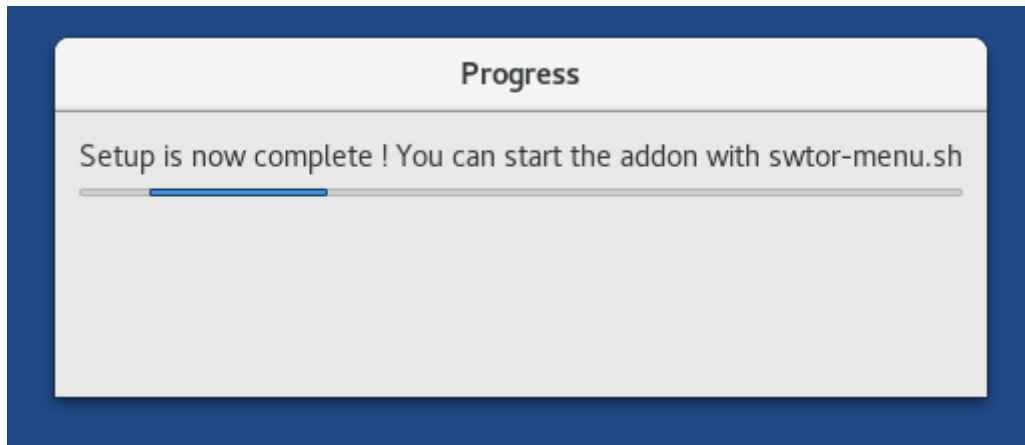 Progress
Setup is now complete ! You can start the addon with swtor-menu.sh